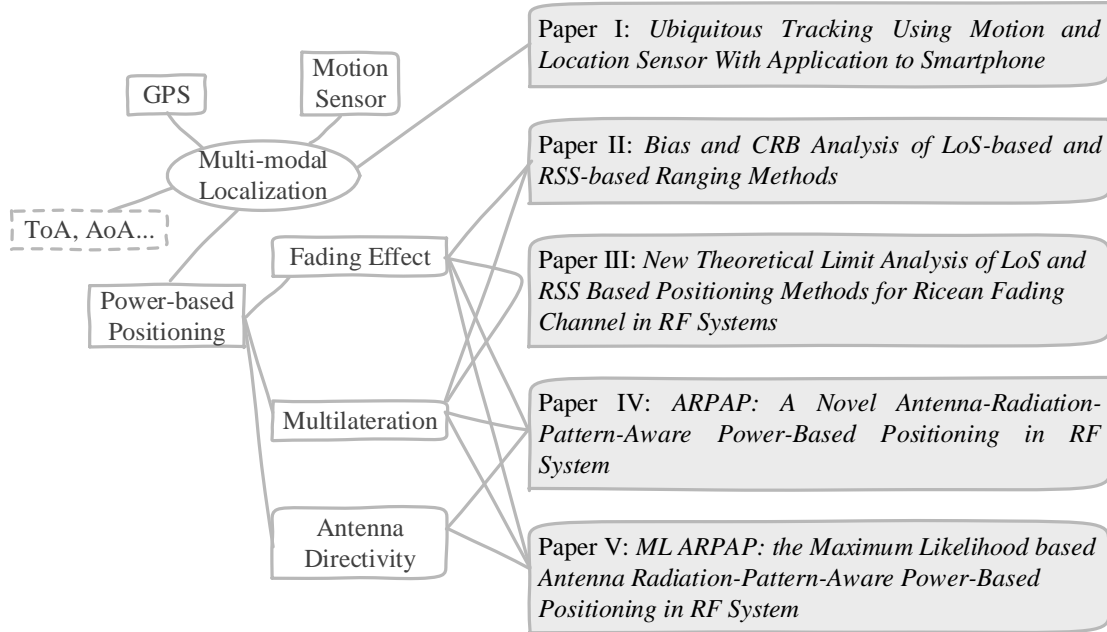 GPS
Motion
Sensor
Multi-modal
Localization
ToA, AoA...
Power-based
Positioning
Fading Effect
Multilateration
Antenna
Directivity
Paper I: Ubiquitous Tracking Using Motion and
Location Sensor With Application to Smartphone
Paper II: Bias and CRB Analysis of LoS-based and
RSS-based Ranging Methods
Paper III: New Theoretical Limit Analysis of LoS and
RSS Based Positioning Methods for Ricean Fading
Channel in RF Systems
Paper IV: ARPAP: A Novel Antenna-Radiation-
Pattern-Aware Power-Based Positioning in RF
System
Paper V: ML ARPAP: the Maximum Likelihood based
Antenna Radiation-Pattern-Aware Power-Based
Positioning in RF System